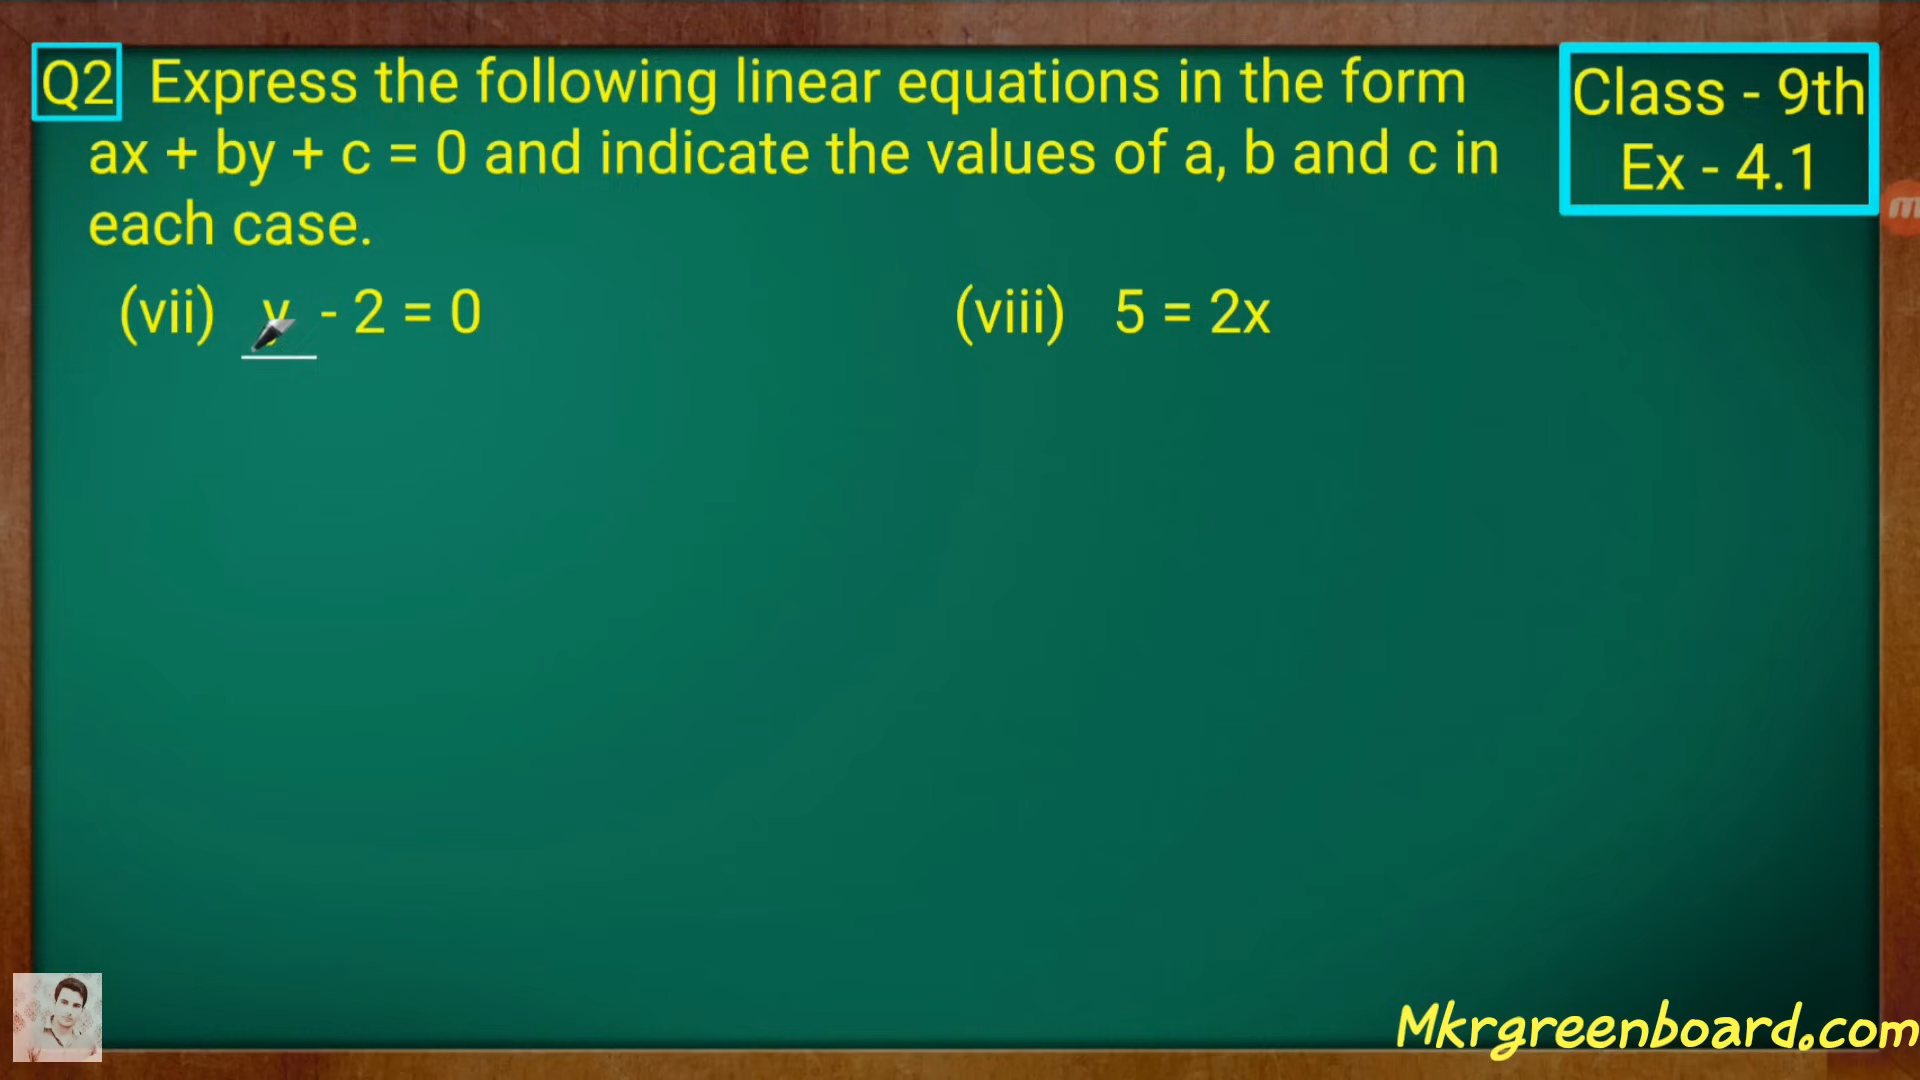 Q2 Express the following linear equations in the form
ax + by + c = 0 and indicate the values of a, b and c in
each case.
Class - 9th
Ex - 4.1
(vii) y - 2 = 0
(viii) 5 = 2x
Mkrgreenboard.com